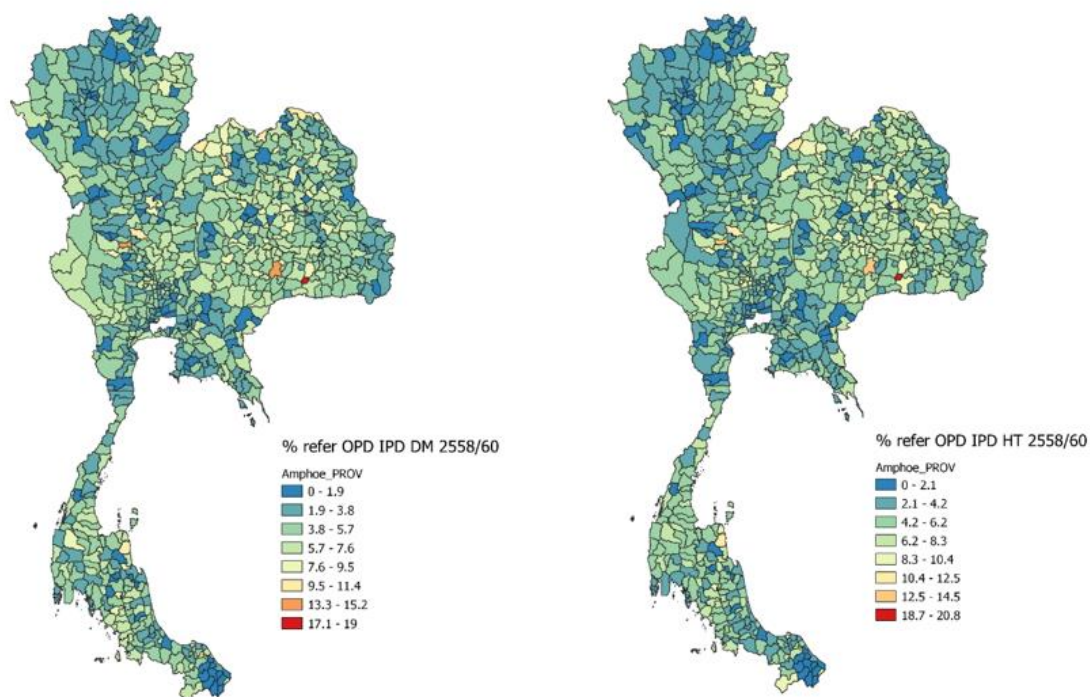 % refer OPD IPD DM 2558/60
Amphoe_PROV
0 - 1.9
1.9 - 3.8
3.8 - 5.7
5.7 - 7.6
7.6 - 9.5
9.5 - 11.4
13.3 - 15.2
17.1 - 19
% refer OPD IPD HT 2558/60
Amphoe_PROV
0 - 2.1
2.1 - 4.2
4.2 - 6.2
6.2 - 8.3
8.3 - 10.4
10.4 - 12.5
12.5 - 14.5
18.7 - 20.8